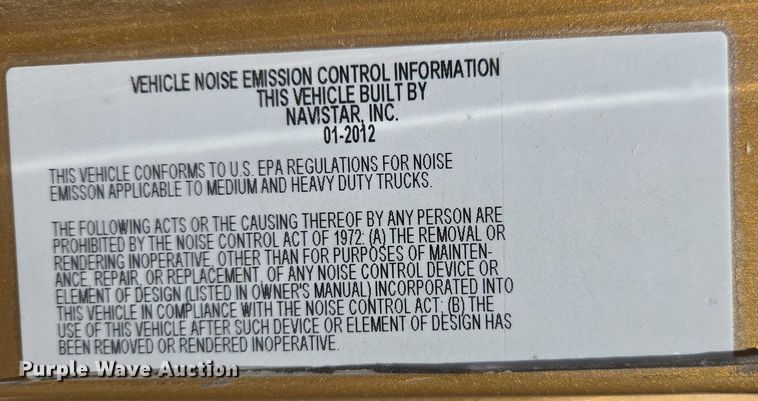 VEHICLE NOISE EMISSION CONTROL INFORMATION
THIS VEHICLE BUILT BY
NAVISTAR, INC.
01-2012
THIS VEHICLE CONFORMS TO U.S. EPA REGULATIONS FOR NOISE
EMISSON APPLICABLE TO MEDIUM AND HEAVY DUTY TRUCKS.
THE FOLLOWING ACTS OR THE CAUSING THEREOF BY ANY PERSON ARE
PROHIBITED BY THE NOISE CONTROL ACT OF 1972: (A) THE REMOVAL OR
RENDERING INOPERATIVE, OTHER THAN FOR PURPOSES OF MAINTEN-
ANCE, REPAIR, OR REPLACEMENT, OF ANY NOISE CONTROL DEVICE OR
ELEMENT OF DESIGN (LISTED IN OWNER'S MANUAL) INCORPORATED INTO
THIS VEHICLE IN COMPLIANCE WITH THE NOISE CONTROL ACT; (B) THE
USE OF THIS VEHICLE AFTER SUCH DEVICE OR ELEMENT OF DESIGN HAS
BEEN REMOVED OR RENDERED INOPERATIVE.
Purple Wave Auction